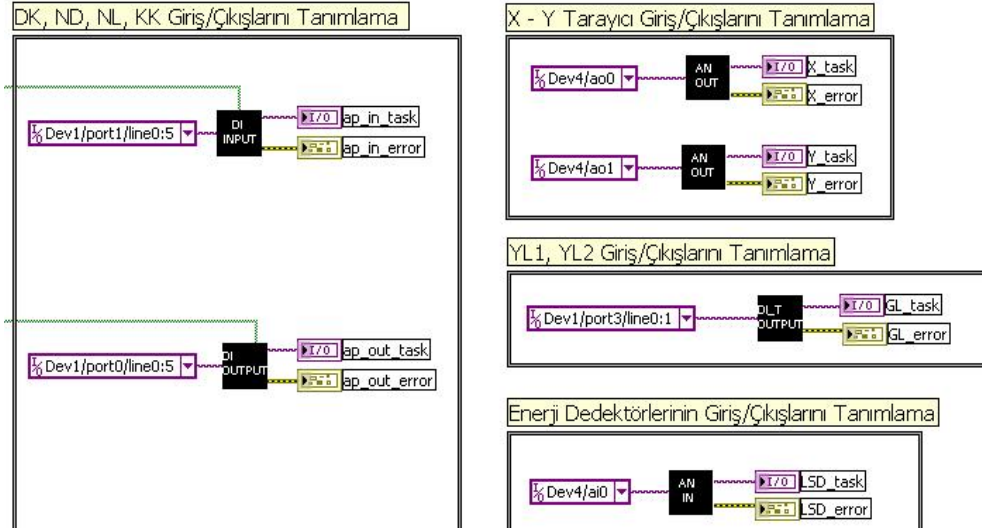 DK, ND, NL, KK Giriş/Çıkışlarını Tanımlama
Dev1/port1/line0:5
DI INPUT
I/O
ap_in_task
ap_in_error
Dev1/port0/line0:5
DI OUTPUT
I/O
ap_out_task
ap_out_error
X - Y Tarayıcı Giriş/Çıkışlarını Tanımlama
Dev4/ao0
AN OUT
I/O
X_task
X_error
Dev4/ao1
AN OUT
I/O
Y_task
Y_error
YL1, YL2 Giriş/Çıkışlarını Tanımlama
Dev1/port3/line0:1
DI_T OUTPUT
I/O
GL_task
GL_error
Enerji Dedektörlerinin Giriş/Çıkışlarını Tanımlama
Dev4/ai0
AN IN
I/O
LSD_task
LSD_error